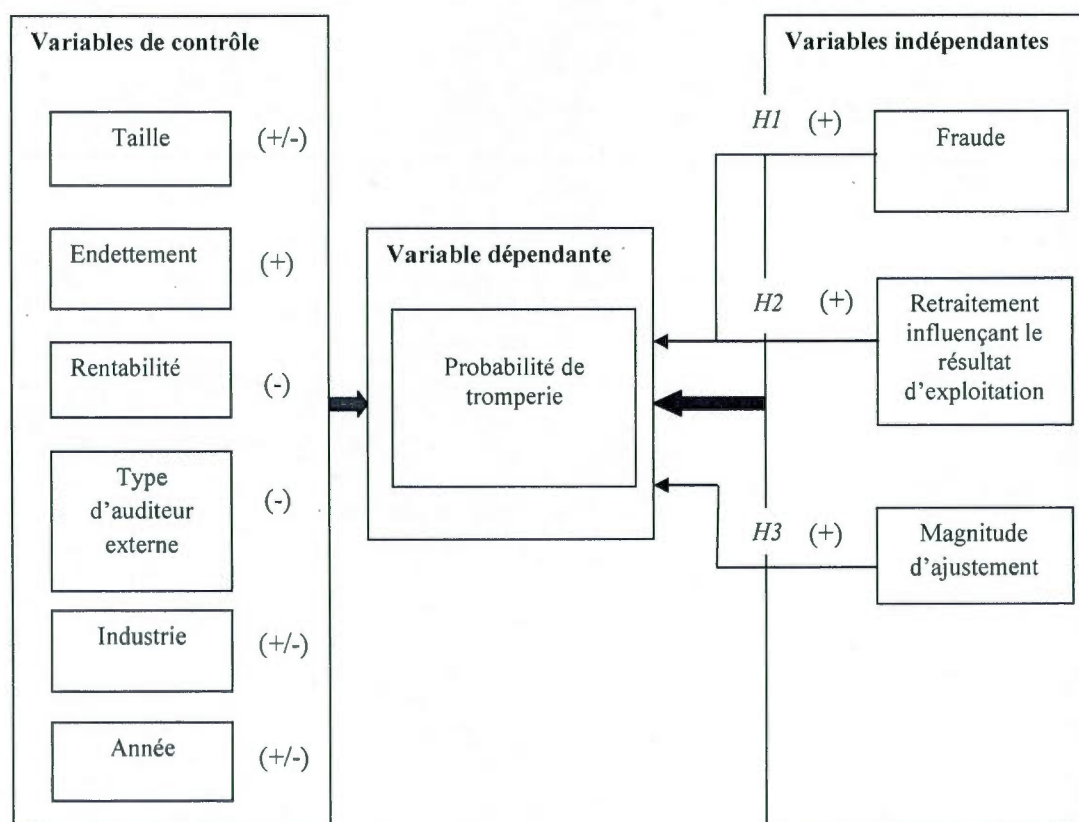 Variables de contrôle
Taille
(+/-)
Endettement
(+)
Rentabilité
(-)
Type
d'auditeur
externe
(-)
Industrie
(+/-)
Année
(+/-)
Variable dépendante
Probabilité de
tromperie
Variables indépendantes
H1 (+)
Fraude
H2 (+)
Retraitement
influençant le
résultat
d'exploitation
H3 (+)
Magnitude
d'ajustement